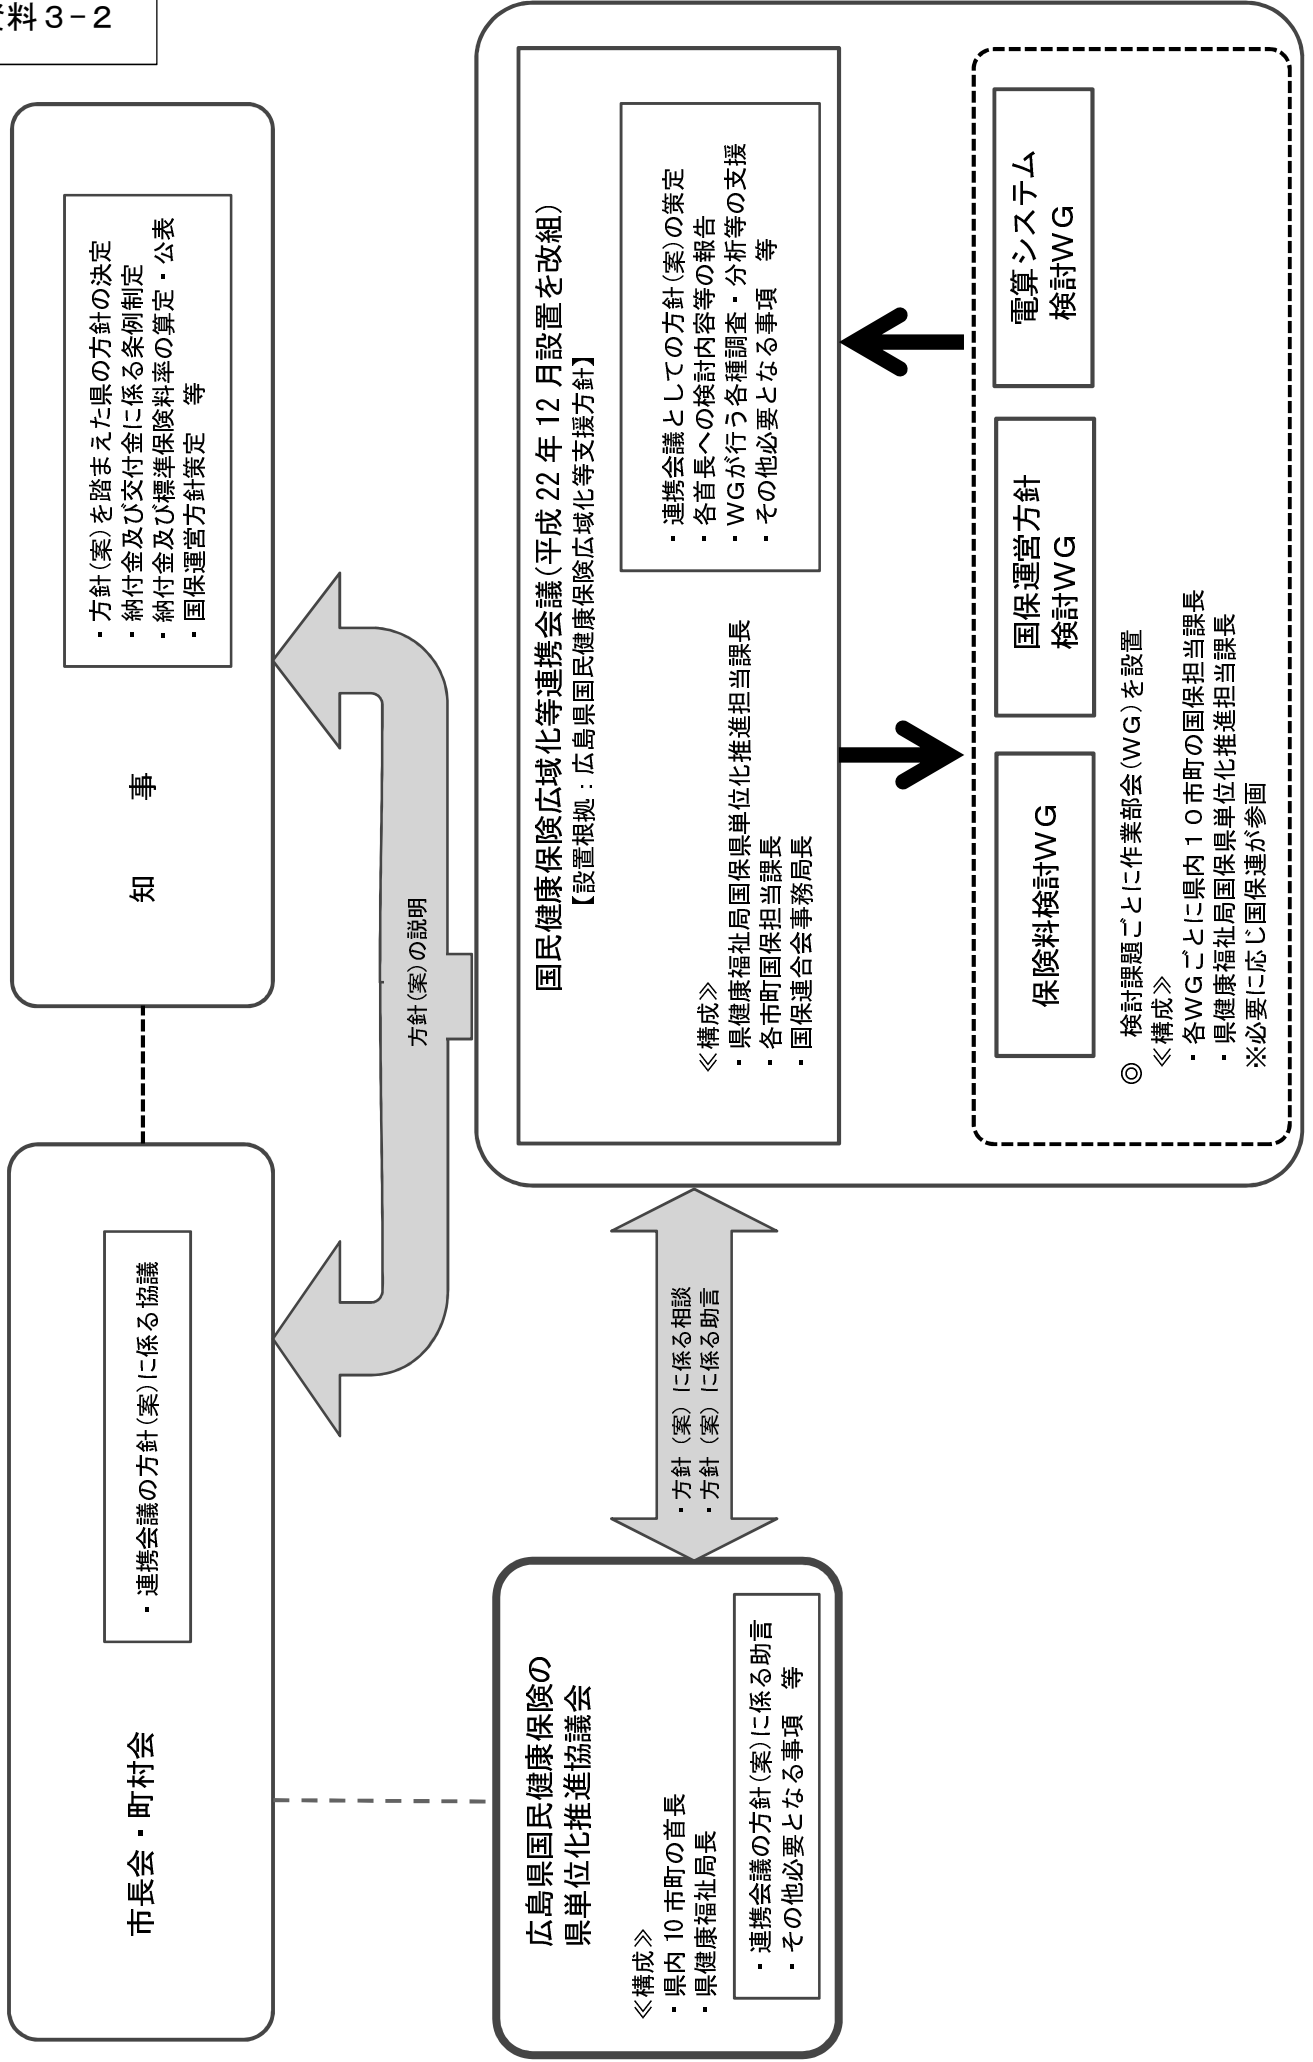 資料３−２
市長会・町村会
・連携会議の方針(案)に係る協議
知　事
・方針(案)を踏まえた県の方針の決定
・納付金及び交付金に係る条例制定
・納付金及び標準保険料率の算定・公表
・国保運営方針策定　等
方針(案)の説明
広島県国民健康保険の
県単位化推進協議会
≪構成≫
・県内 10 市町の首長
・県健康福祉局長
・連携会議の方針(案)に係る助言
・その他必要となる事項　等
・方針（案）に係る相談
・方針（案）に係る助言
国民健康保険広域化等連携会議(平成 22 年 12 月設置を改組)
【設置根拠：広島県国民健康保険広域化等支援方針】
≪構成≫
・県健康福祉局国保県単位化推進担当課長
・各市町国保担当課長
・国保連合会事務局長
・連携会議としての方針(案)の策定
・各首長への検討内容等の報告
・ＷＧが行う各種調査・分析等の支援
・その他必要となる事項　等
保険料検討ＷＧ
国保運営方針
検討ＷＧ
電算システム
検討ＷＧ
◎　検討課題ごとに作業部会(ＷＧ)を設置
≪構成≫
・各ＷＧごとに県内１０市町の国保担当課長
・県健康福祉局国保県単位化推進担当課長
※必要に応じ国保連が参画